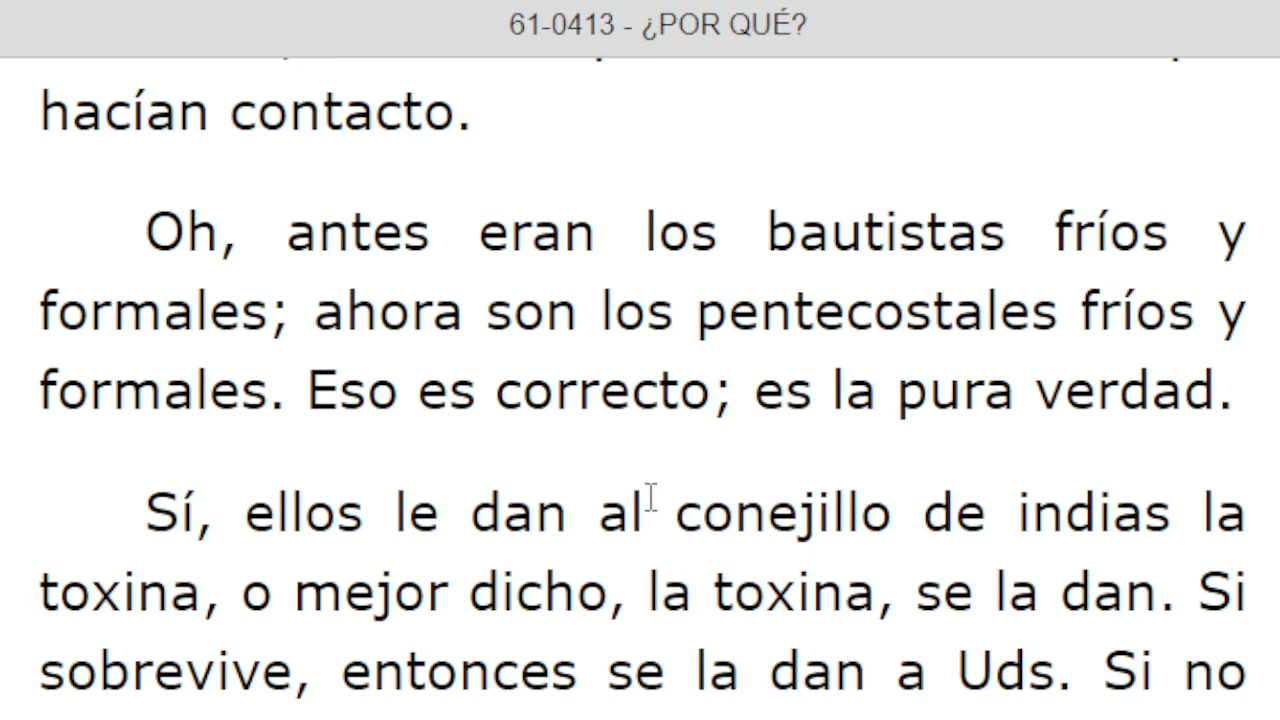 61-0413 - ¿POR QUÉ?
hacían contacto.
Oh, antes eran los bautistas fríos y
formales; ahora son los pentecostales fríos y
formales. Eso es correcto; es la pura verdad.
Sí, ellos le dan al conejillo de indias la
toxina, o mejor dicho, la toxina, se la dan. Si
sobrevive, entonces se la dan a Uds. Si no